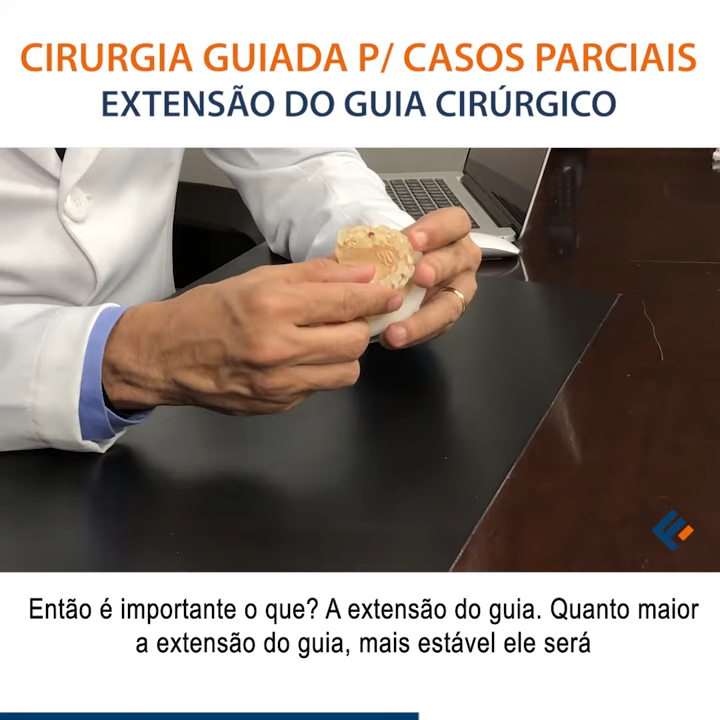 CIRURGIA GUIADA P/ CASOS PARCIAIS
EXTENSÃO DO GUIA CIRÚRGICO
Então é importante o que? A extensão do guia. Quanto maior
a extensão do guia, mais estável ele será